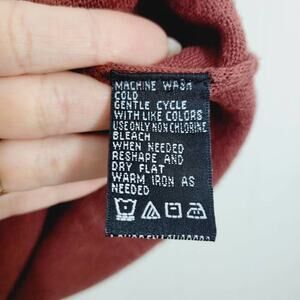 MACHINE WASH
COLD
GENTLE CYCLE
WITH LIKE COLORS
USE ONLY NON CHLORINE
BLEACH
WHEN NEEDED
RESHAPE AND
DRY FLAT
WARM IRON AS
NEEDED